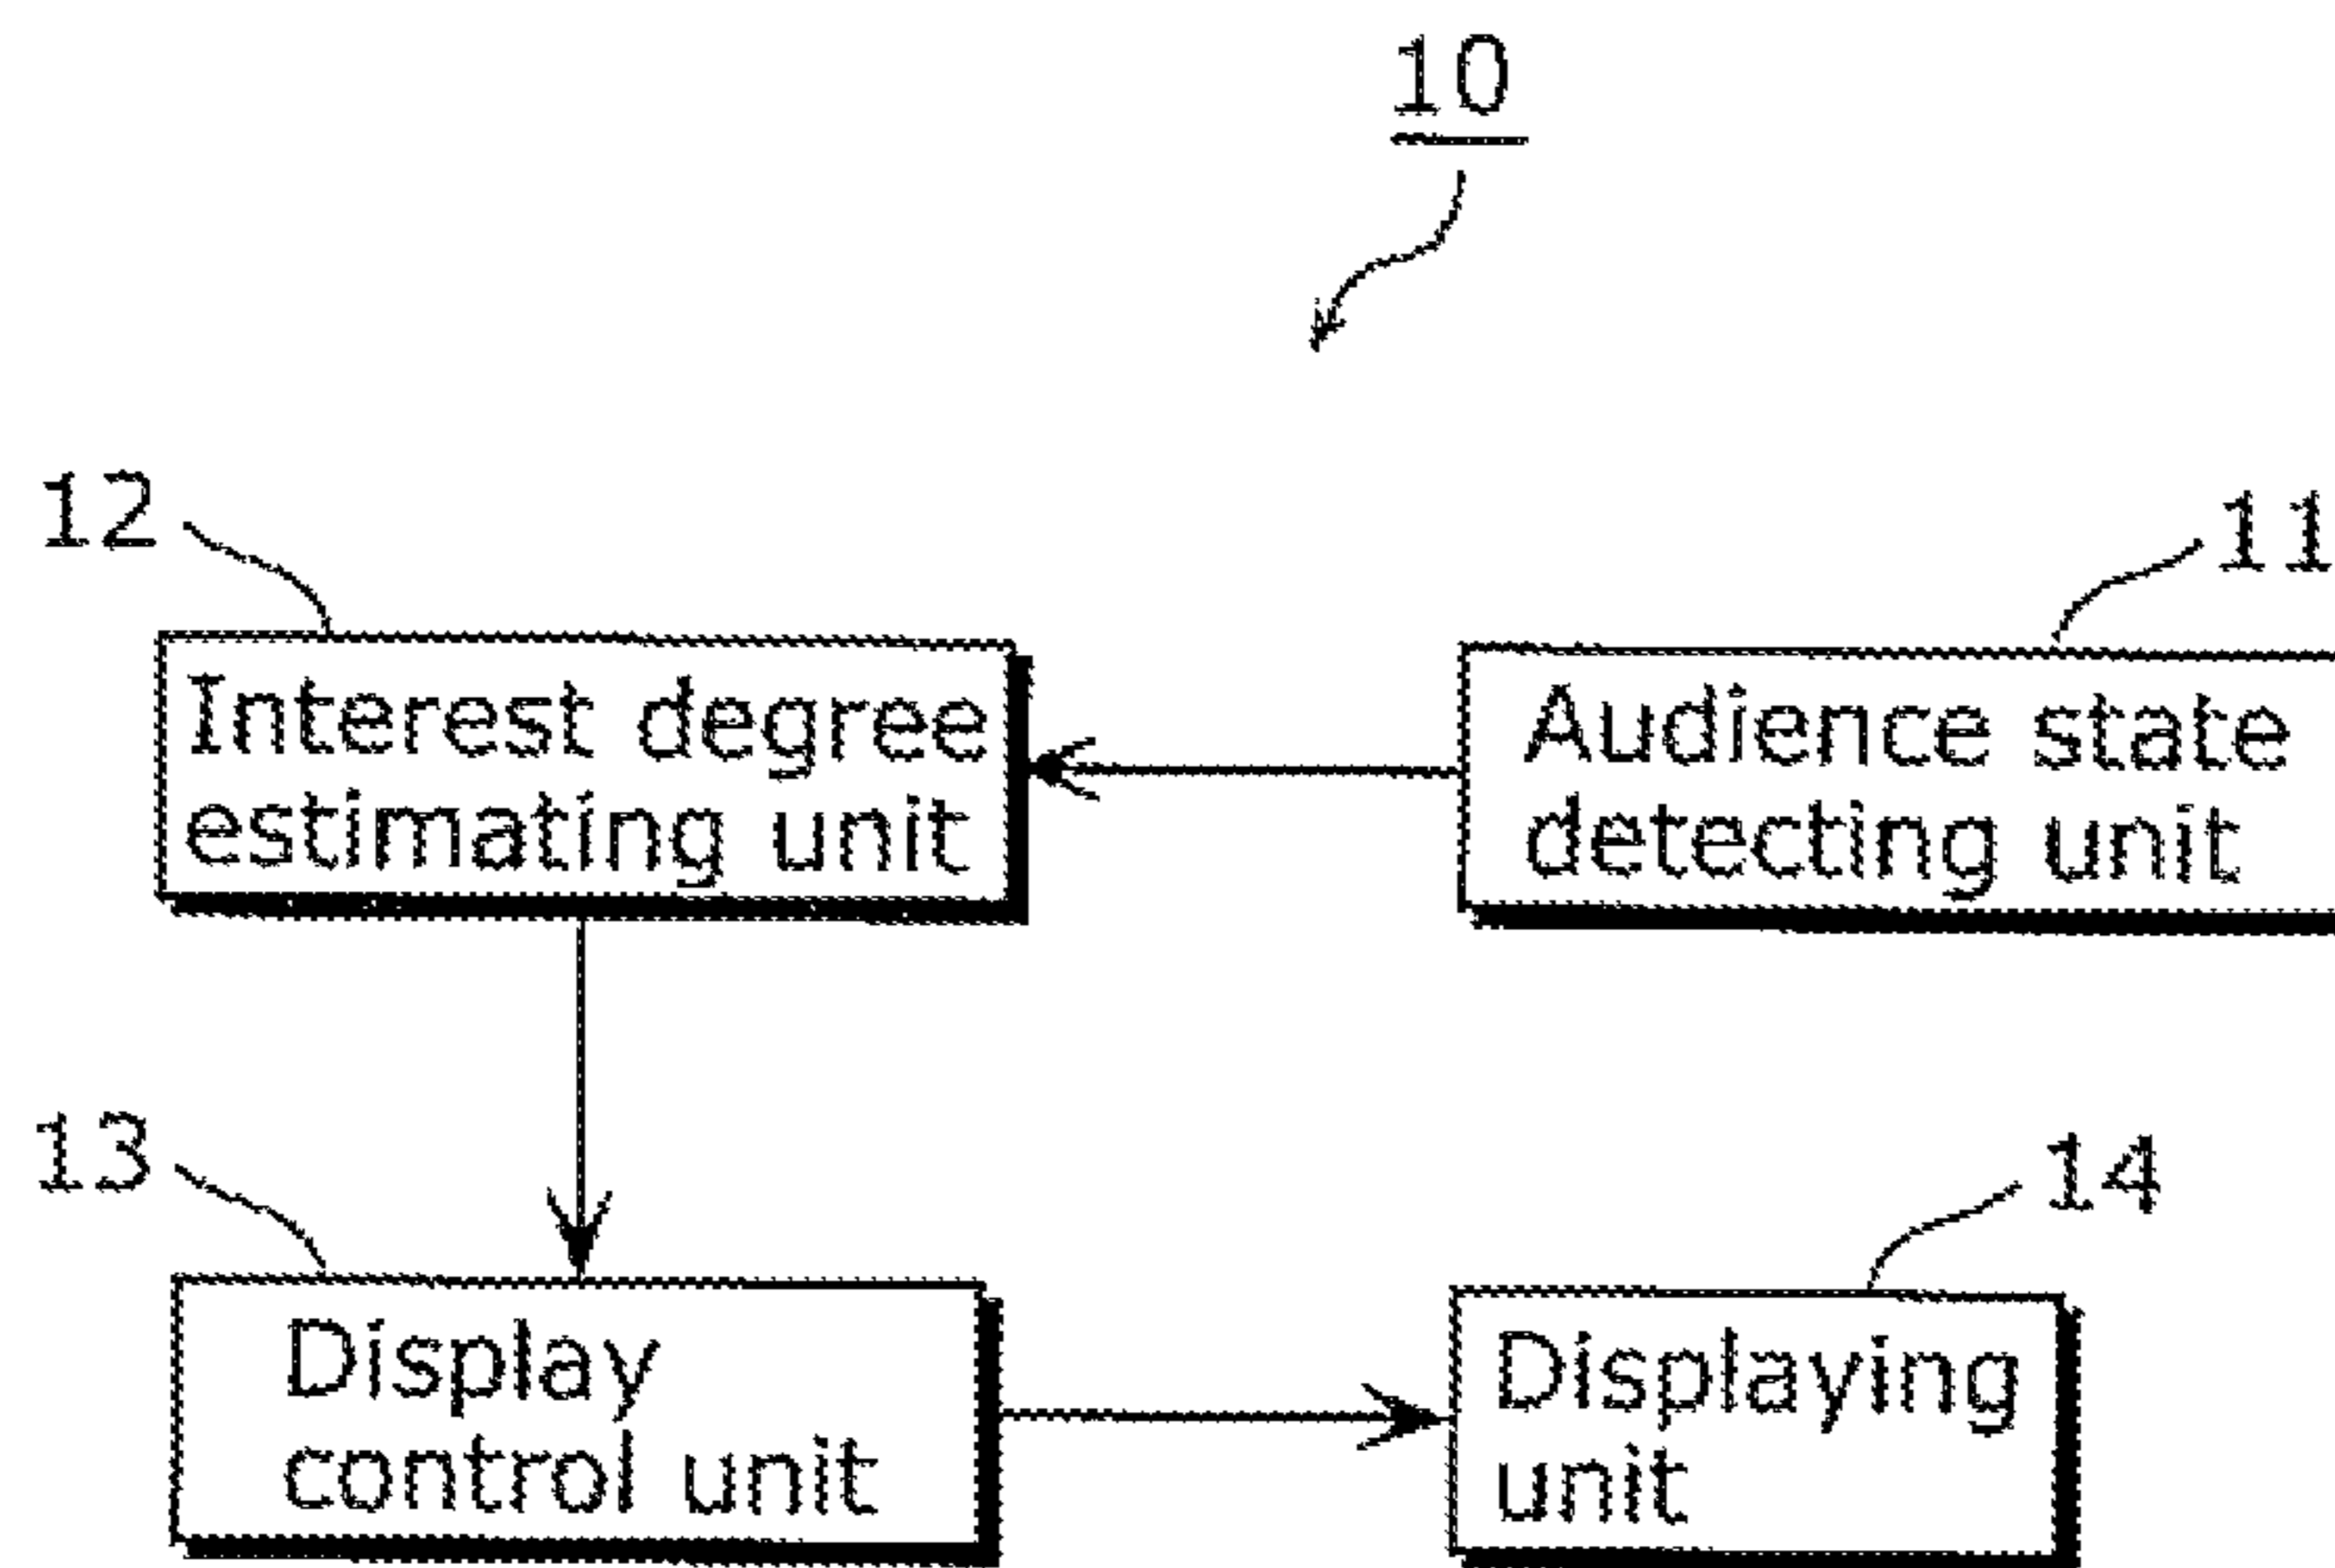 10
12
11
Interest degree
estimating unit
Audience state
detecting unit
13
14
Display
control unit
Displaying
unit